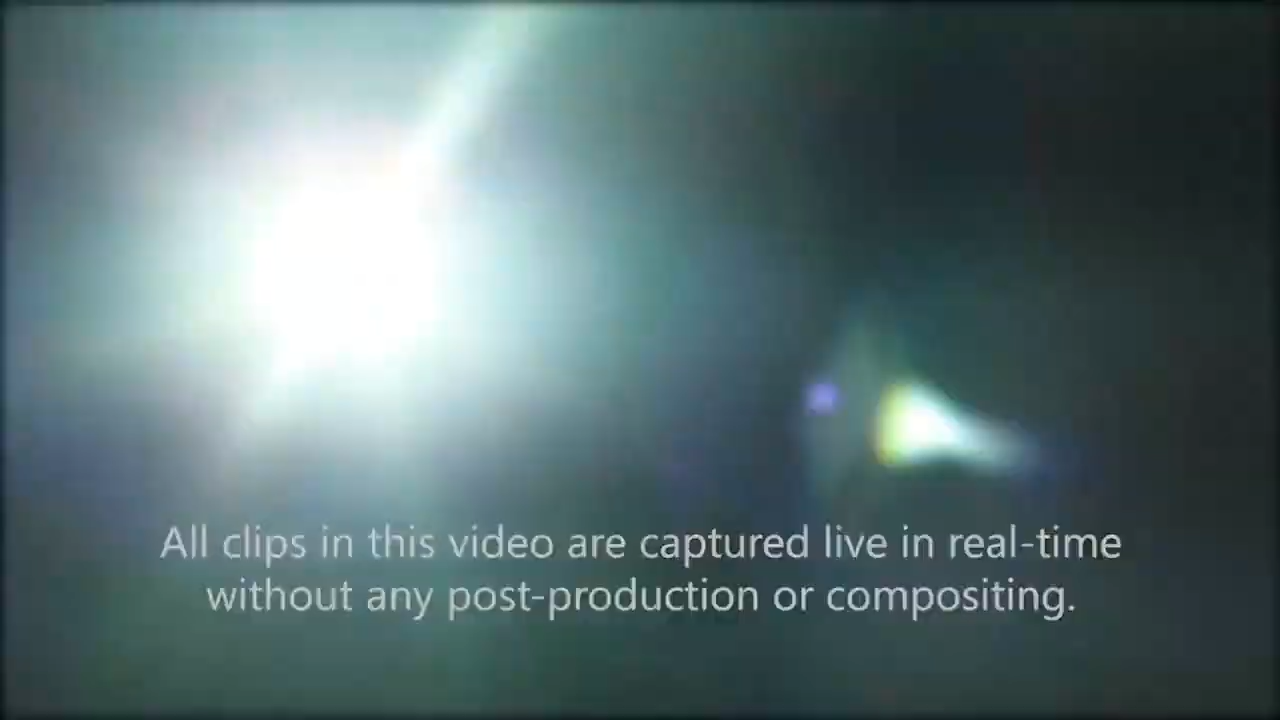 All clips in this video are captured live in real-time
without any post-production or compositing.